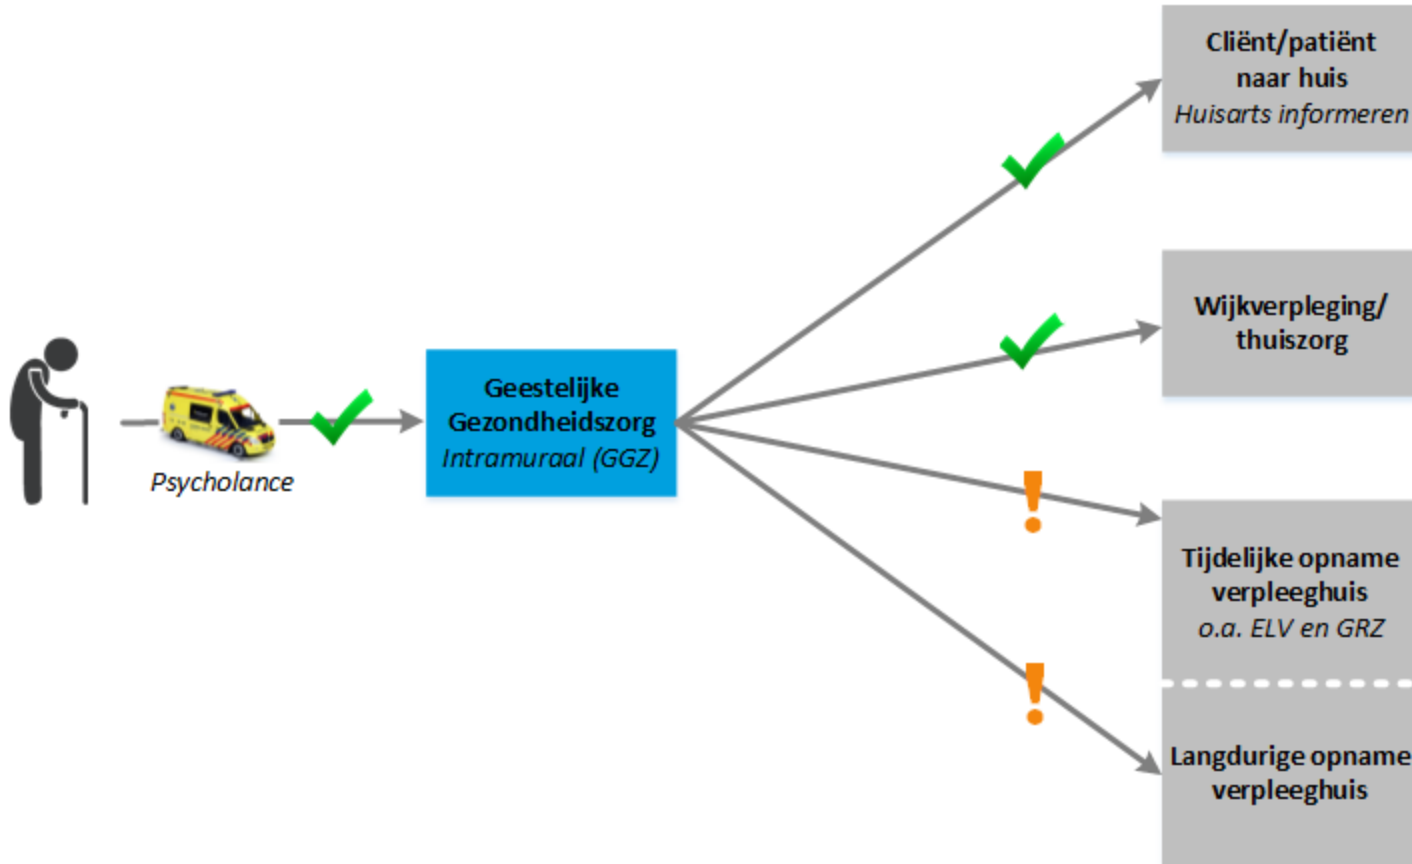 Cliënt/patiënt
naar huis
Huisarts informeren
Wijkverpleging/
thuiszorg
Geestelijke
Gezondheidszorg
Intramuraal (GGZ)
Psycholance
Tijdelijke opname
verpleeghuis
o.a. ELV en GRZ
Langdurige opname
verpleeghuis